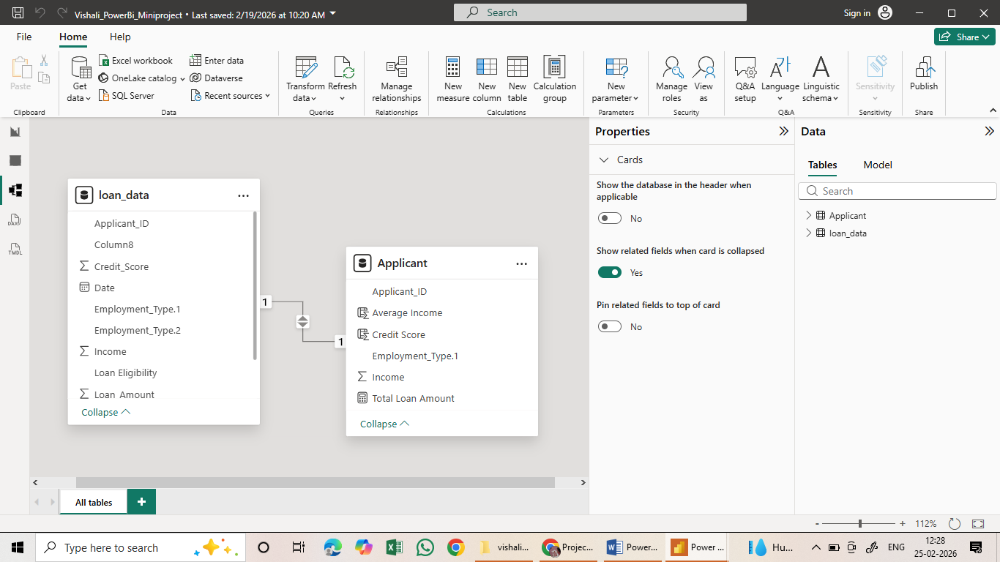 Vishali_PowerBi_Miniproject • Last saved: 2/19/2026 at 10:20 AM
Search
Sign in
File
Home
Help
Share
Paste
Clipboard
Get data
Excel workbook
OneLake catalog
SQL Server
Enter data
Dataverse
Recent sources
Data
Transform data
Refresh
Queries
Manage relationships
Relationships
New measure
New column
New table
Calculation group
Calculations
New parameter
Parameters
Manage roles
View as
Security
Q&A setup
Language
Linguistic schema
Q&A
Sensitivity
Sensitivity
Publish
Share
DAX
TMDL
loan_data
Applicant_ID
Column8
Credit_Score
Date
Employment_Type.1
Employment_Type.2
Income
Loan Eligibility
Loan_Amount
Collapse
1
1
Applicant
Applicant_ID
Average Income
Credit Score
Employment_Type.1
Income
Total Loan Amount
Collapse
Properties
Cards
Show the database in the header when
applicable
No
Show related fields when card is collapsed
Yes
Pin related fields to top of card
No
Data
Tables
Model
Search
Applicant
loan_data
All tables
- + 112%
Type here to search
vishali...
Projec...
Power...
Power ...
Hu...
ENG
12:28
25-02-2026